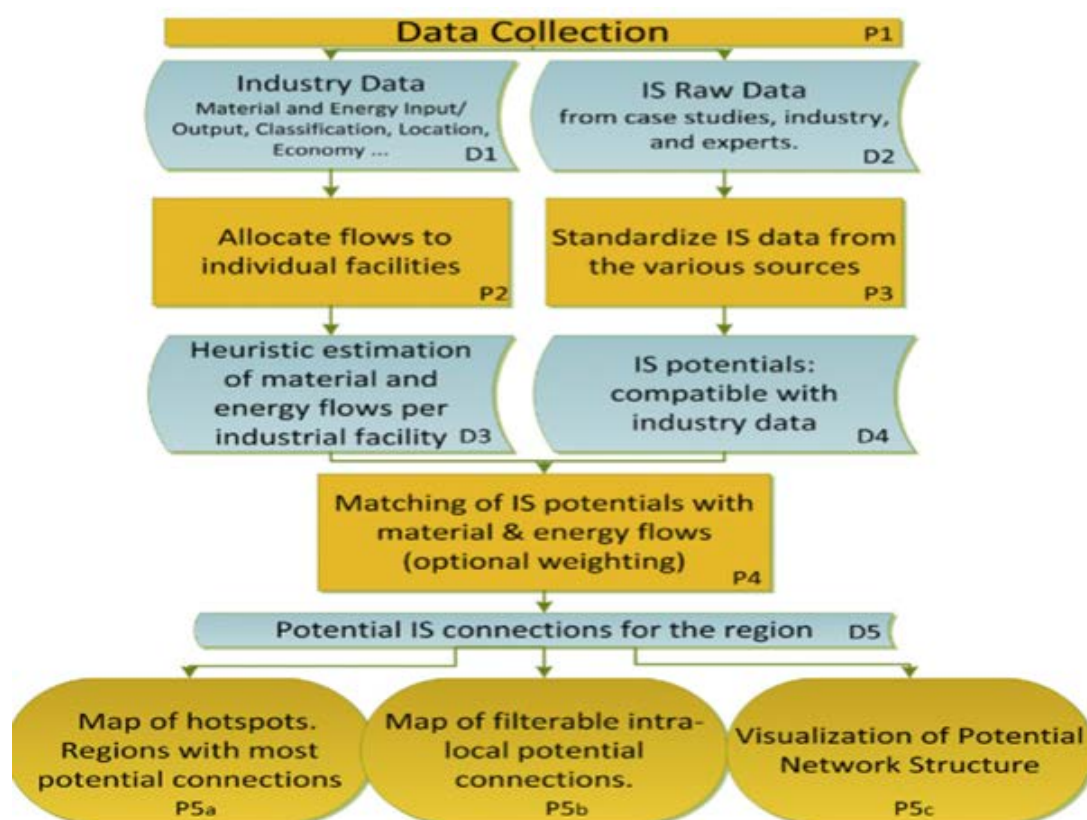 Data Collection
P1
Industry Data
Material and Energy Input/
Output, Classification, Location,
Economy ...
D1
IS Raw Data
from case studies, industry,
and experts.
D2
Allocate flows to
individual facilities
P2
Standardize IS data from
the various sources
P3
Heuristic estimation
of material and
energy flows per
industrial facility
D3
IS potentials:
compatible with
industry data
D4
Matching of IS potentials with
material & energy flows
(optional weighting)
P4
Potential IS connections for the region
D5
Map of hotspots.
Regions with most
potential connections
P5a
Map of filterable intra-
local potential
connections.
P5b
Visualization of Potential
Network Structure
P5c